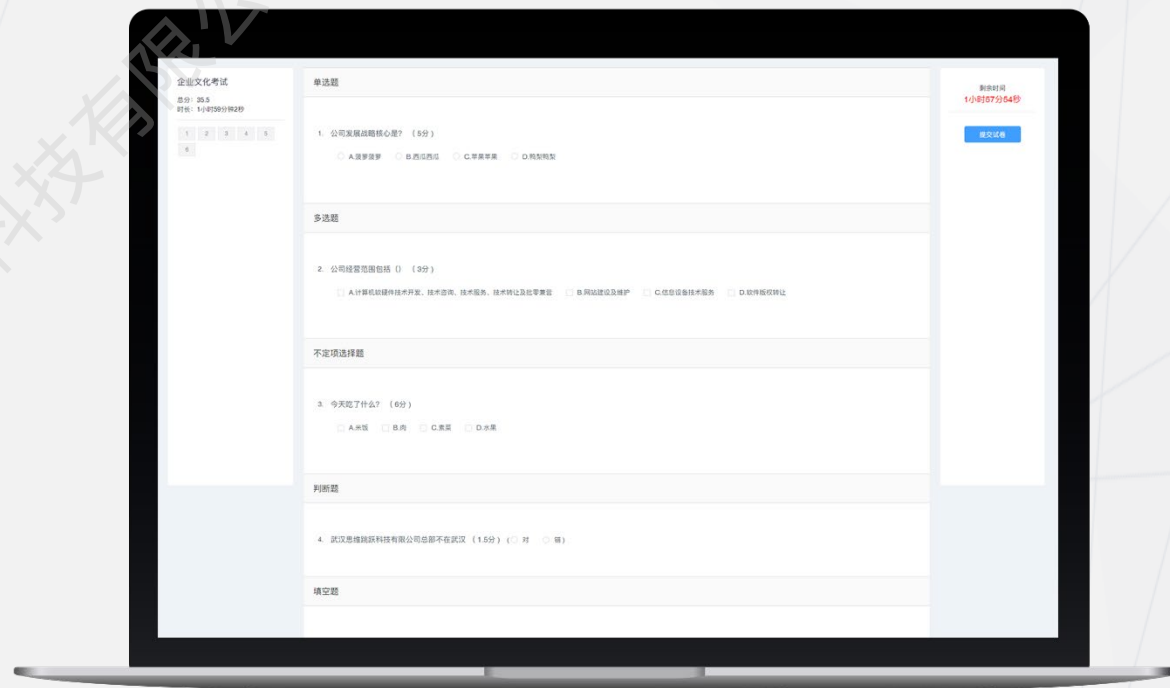 企业文化考试
总分：35.5
时长：1小时59分钟2秒
1 2 3 4 5
6
单选题
1. 公司发展战略核心是？ （5分）
A.菠萝菠萝 B.西瓜西瓜 C.苹果苹果 D.鸭梨鸭梨
多选题
2. 公司经营范围包括（） （3分）
A.计算机软硬件技术开发、技术咨询、技术服务、技术转让及批零兼营 B.网站建设及维护 C.信息设备技术服务 D.软件版权转让
不定项选择题
3. 今天吃了什么？ （6分）
A.米饭 B.肉 C.素菜 D.水果
判断题
4. 武汉思维跳跃科技有限公司总部不在武汉 （1.5分）( 对 错)
填空题
剩余时间
1小时57分54秒
提交试卷
科技有限公